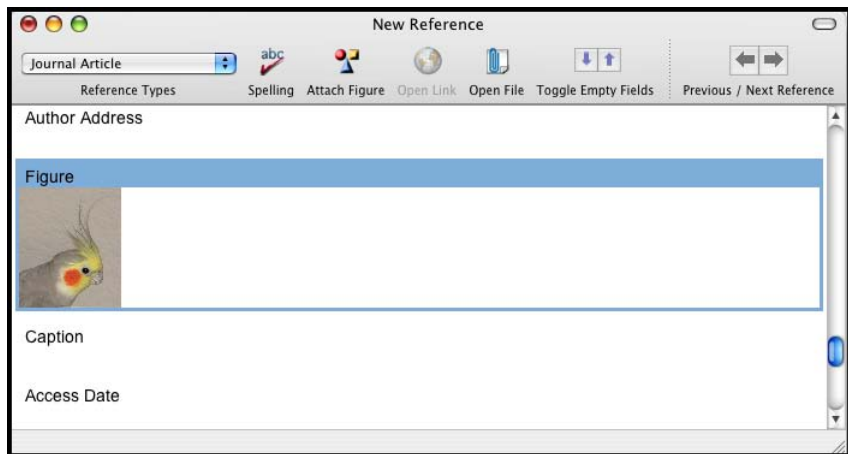 New Reference
Journal Article
abc
Reference Types Spelling Attach Figure Open Link Open File Toggle Empty Fields Previous / Next Reference
Author Address
Figure
Caption
Access Date